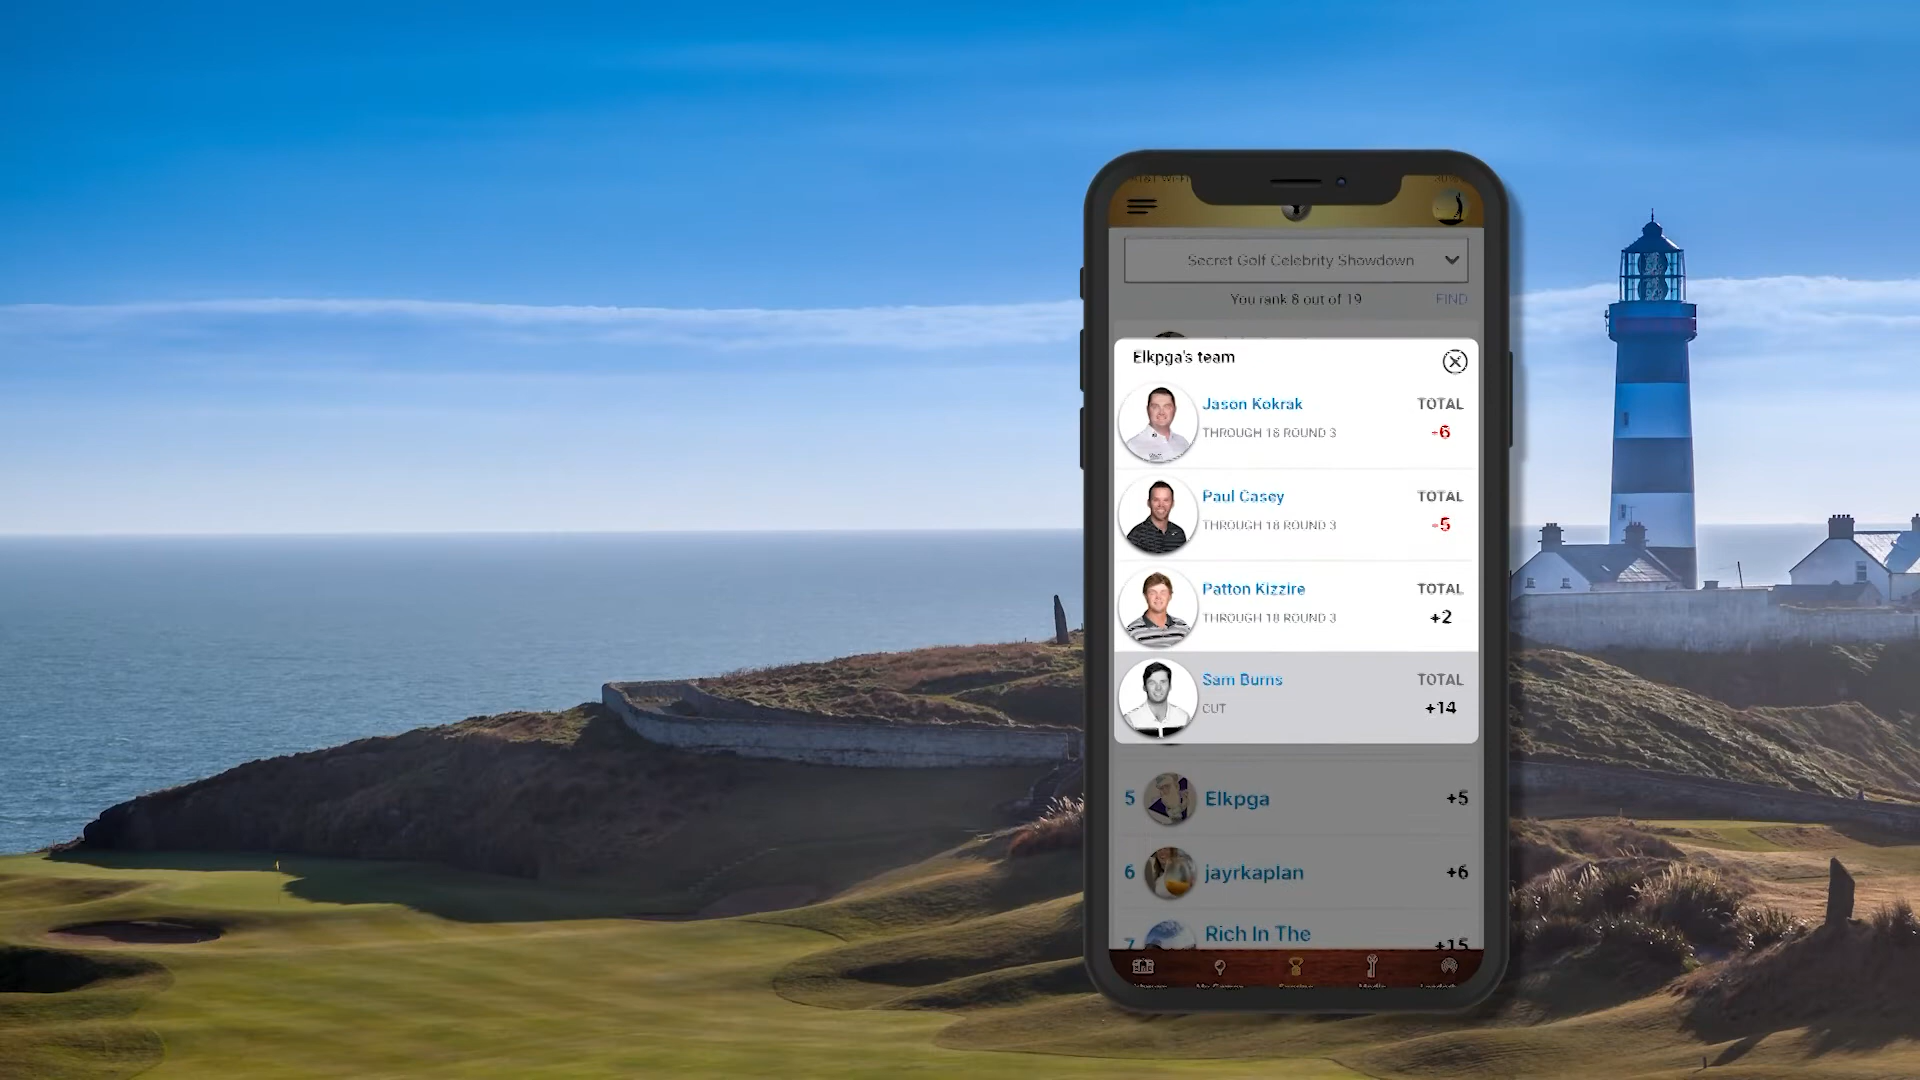 Secret Golf Celebrity Showdown
You rank 8 out of 19 FIND
Elkpga's team
Jason Kokrak TOTAL
THROUGH 18 ROUND 3 -6
Paul Casey TOTAL
THROUGH 18 ROUND 3 -5
Patton Kizzire TOTAL
THROUGH 18 ROUND 3 +2
Sam Burns TOTAL
CUT +14
5 Elkpga +5
6 jayrkaplan +6
7 Rich In The +15